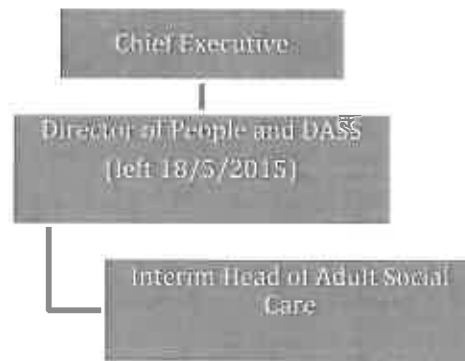 Chief Executive
Director of People and DASS
(left 18/5/2015)
Interim Head of Adult Social
Care